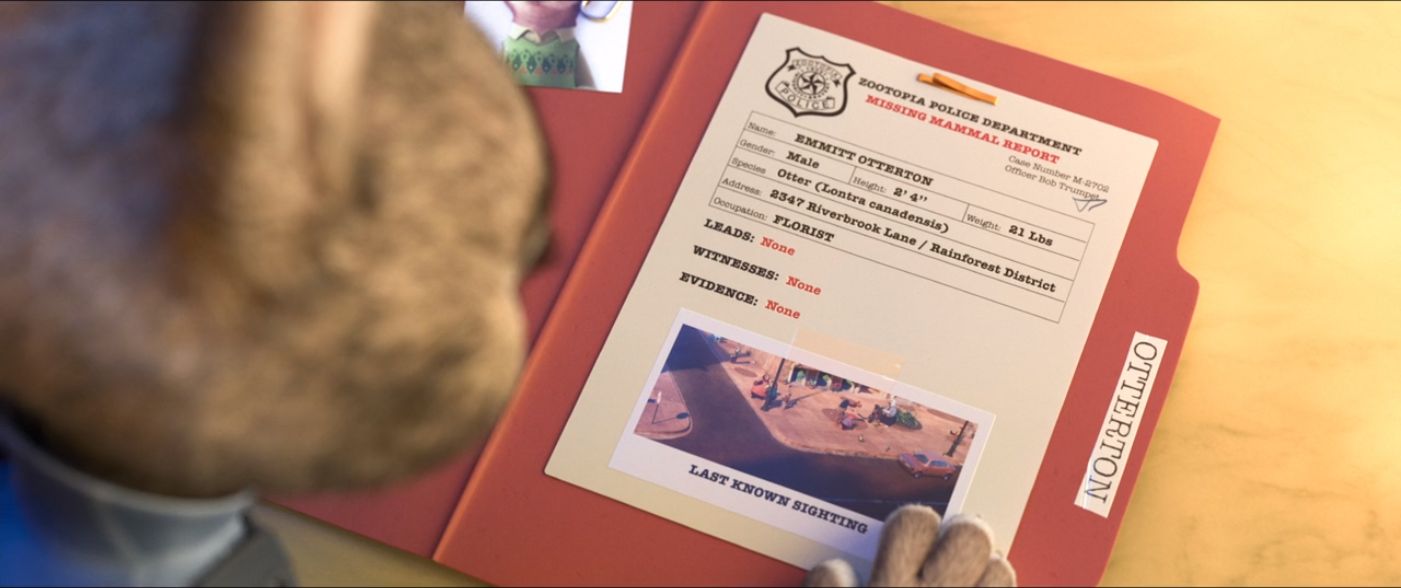 ZOOTOPIA
POLICE
ZOOTOPIA POLICE DEPARTMENT
MISSING MAMMAL REPORT
Case Number M-2702
Officer Bob Trumpet
Name: EMMITT OTTERTON
Gender: Male Height: 2' 4" Weight: 21 Lbs
Species Otter (Lontra canadensis)
Address: 2347 Riverbrook Lane / Rainforest District
Occupation: FLORIST
LEADS: None
WITNESSES: None
EVIDENCE: None
LAST KNOWN SIGHTING
OTTERTON